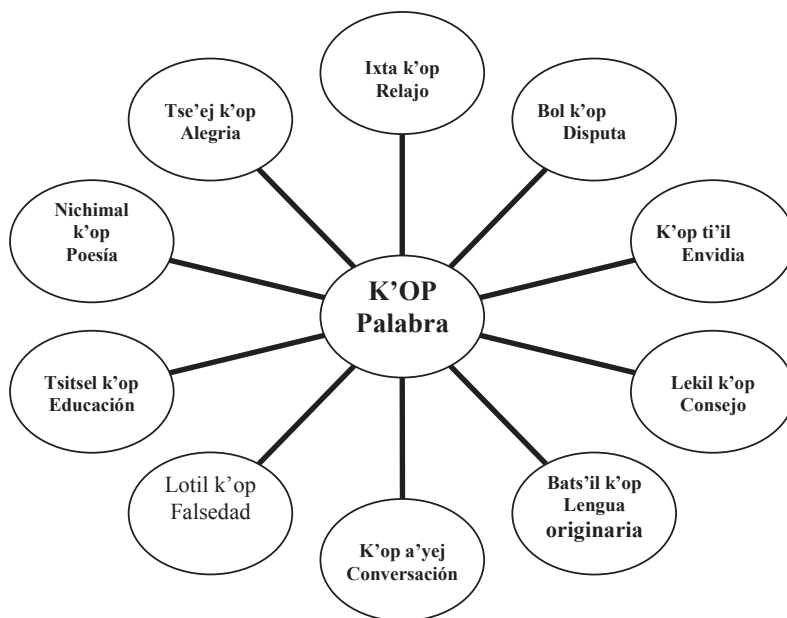 Ixta k’op
Relajo
Tse’ej k’op
Alegria
Bol k’op
Disputa
Nichimal
k’op
Poesía
K’op ti’il
Envidia
K’OP
Palabra
Tsitsel k’op
Educación
Lekil k’op
Consejo
Lotil k’op
Falsedad
Bats’il k’op
Lengua
originaria
K’op a’yej
Conversación